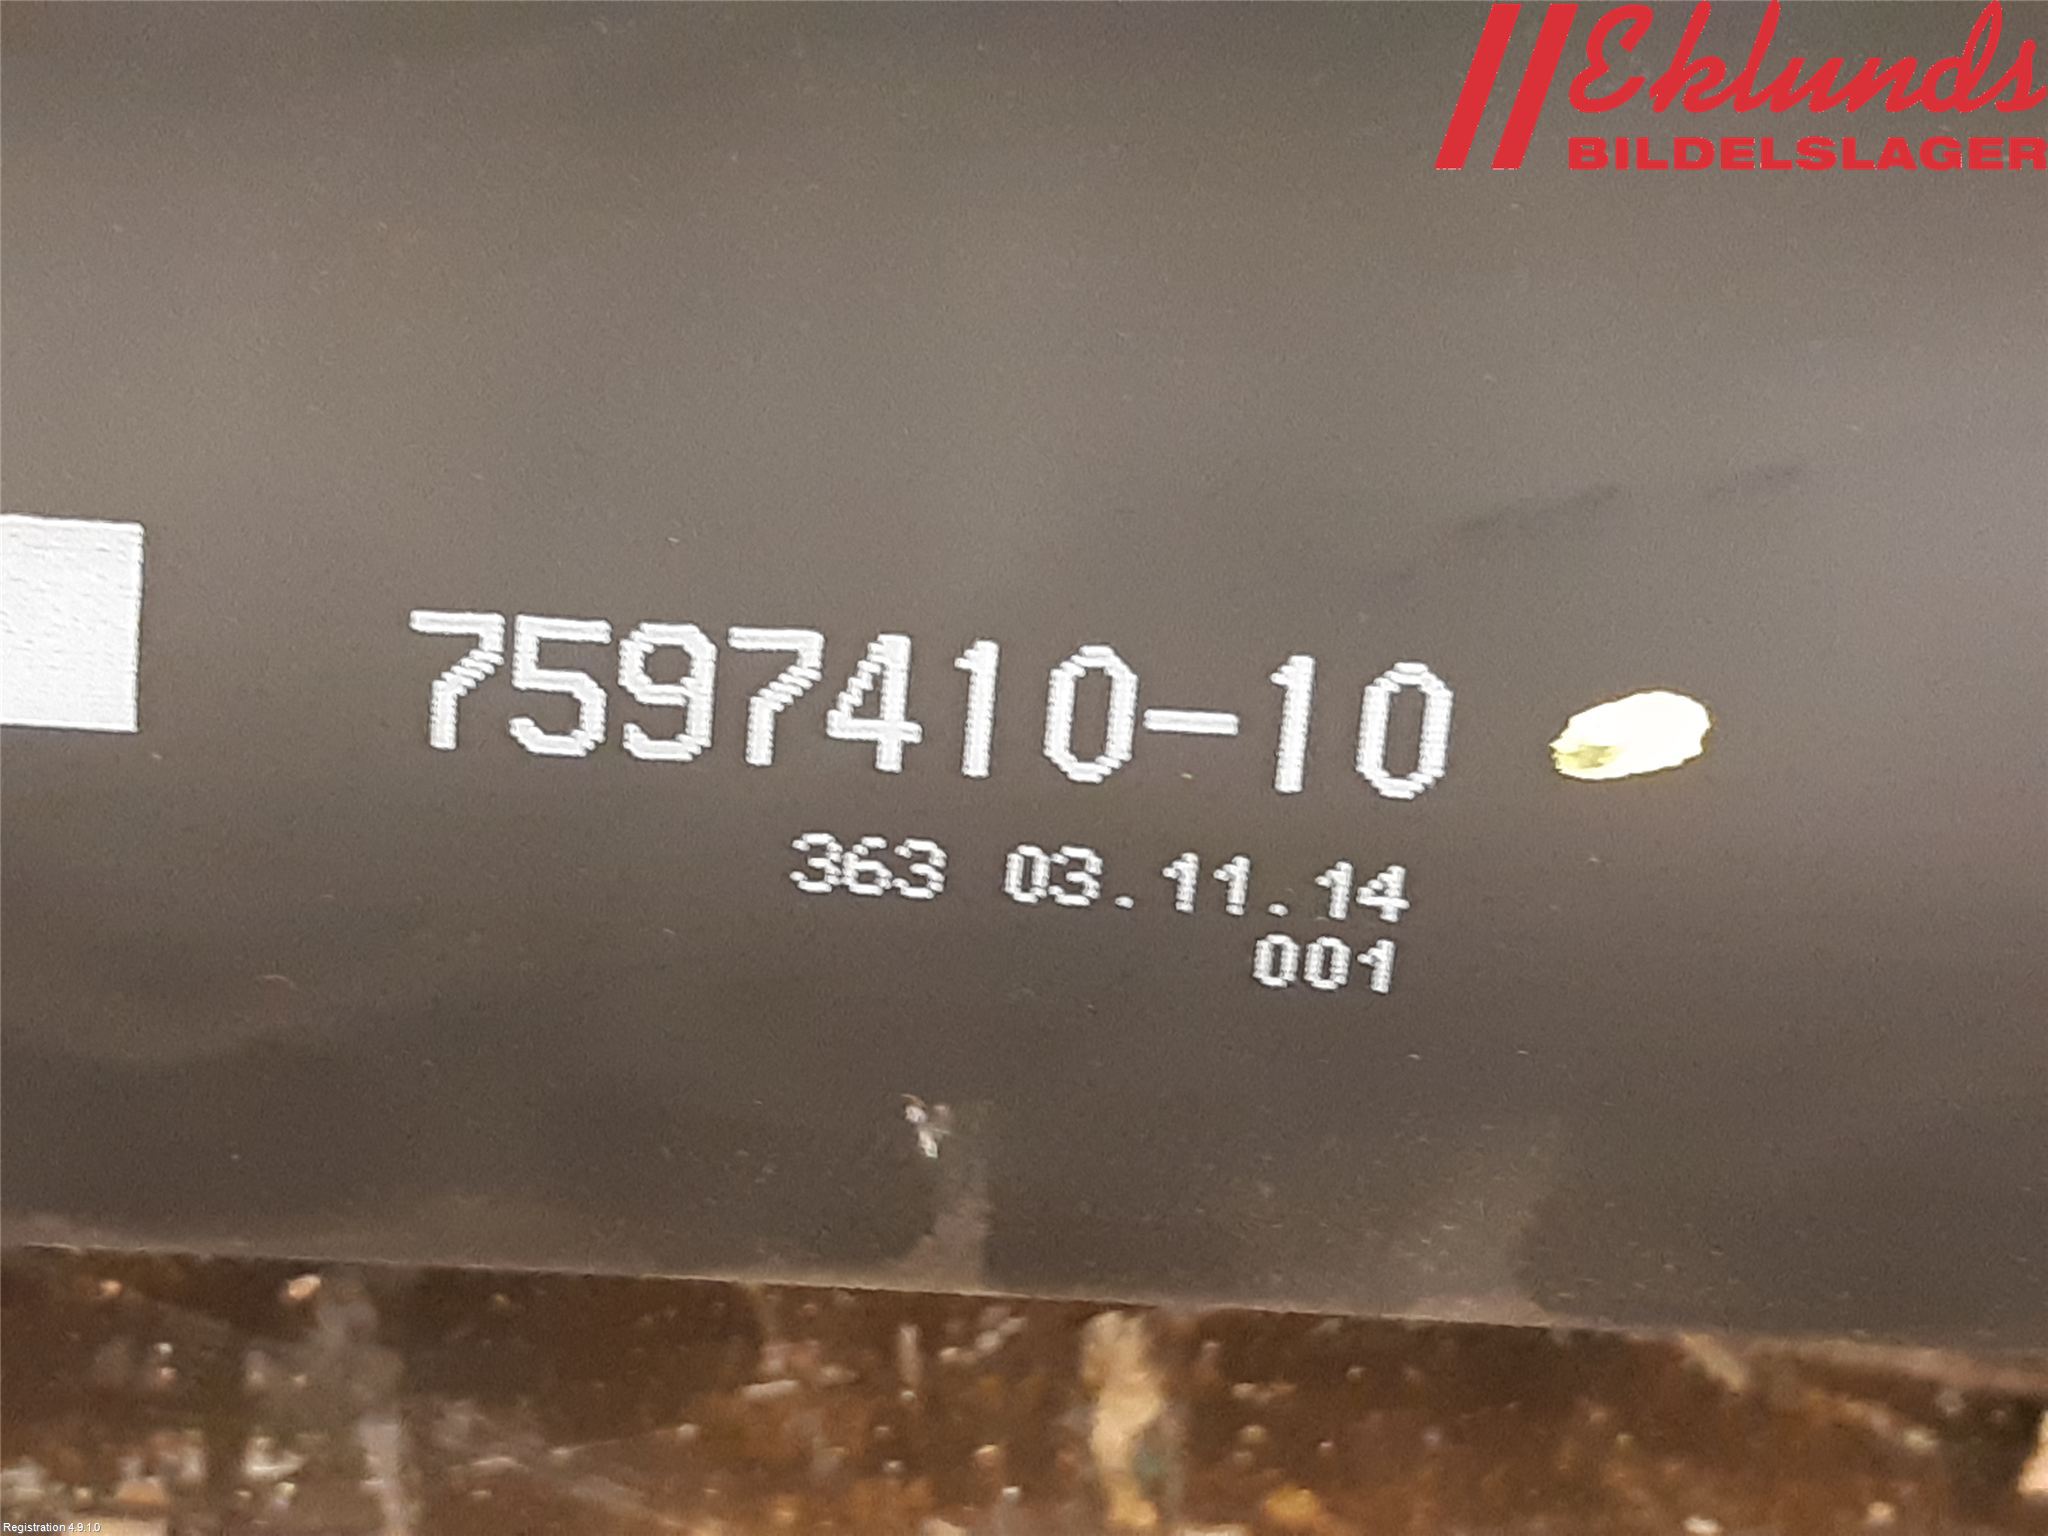 Eklunds
BILDELSLAGER
7597410-10
363 03.11.14
001
Registration 4.9.1.0